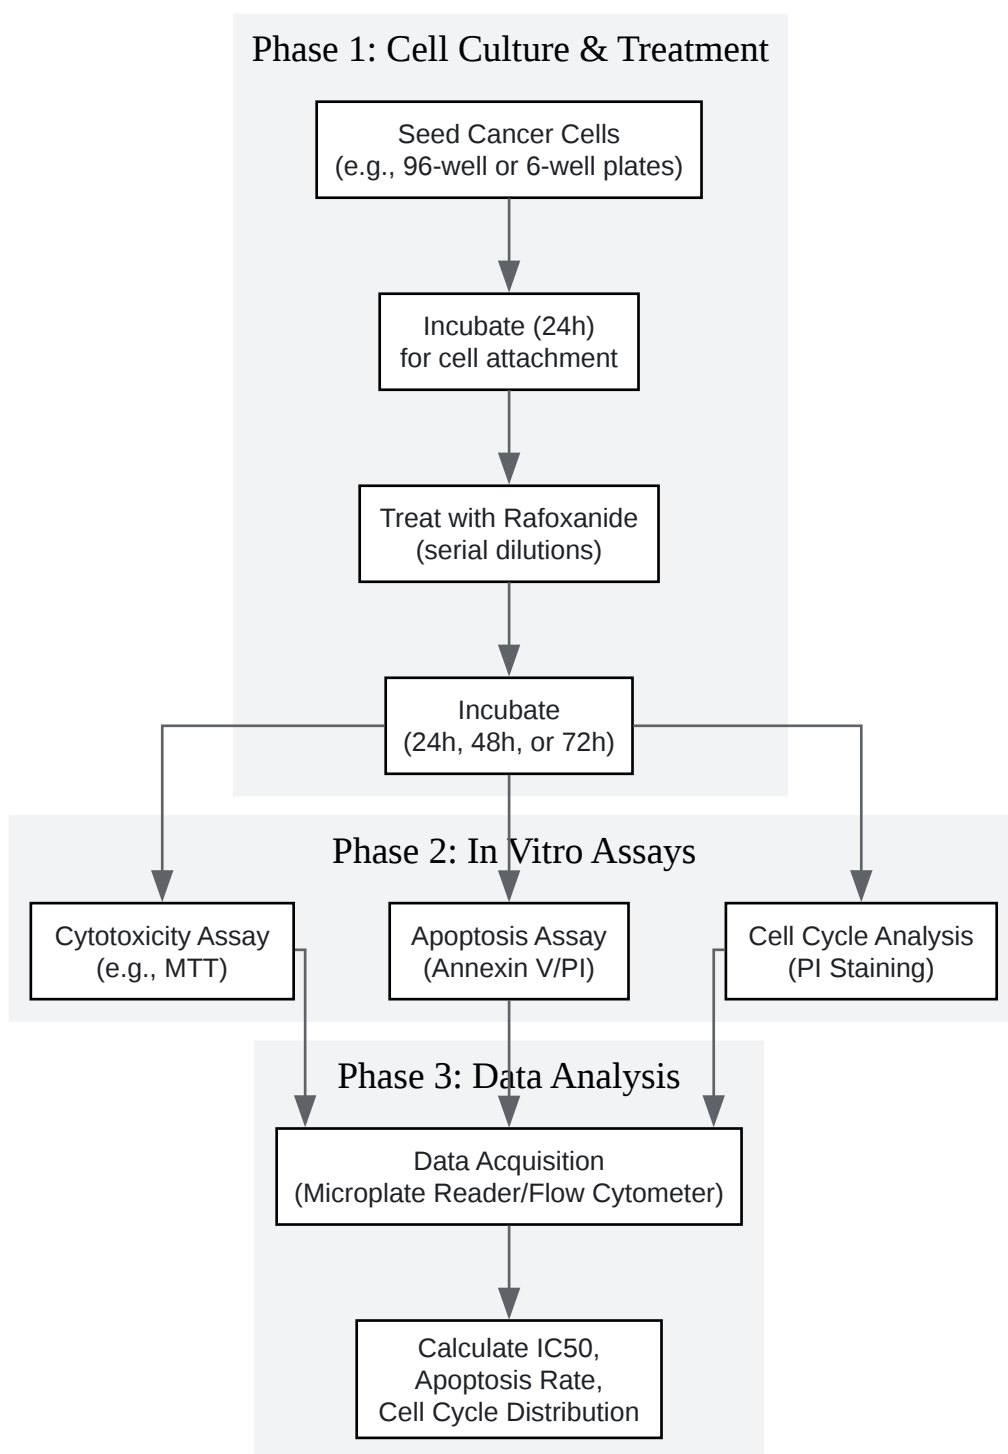 Phase 1: Cell Culture & Treatment
Seed Cancer Cells
(e.g., 96-well or 6-well plates)
Incubate (24h)
for cell attachment
Treat with Rafoxanide
(serial dilutions)
Incubate
(24h, 48h, or 72h)
Phase 2: In Vitro Assays
Cytotoxicity Assay
(e.g., MTT)
Apoptosis Assay
(Annexin V/PI)
Cell Cycle Analysis
(PI Staining)
Phase 3: Data Analysis
Data Acquisition
(Microplate Reader/Flow Cytometer)
Calculate IC50,
Apoptosis Rate,
Cell Cycle Distribution